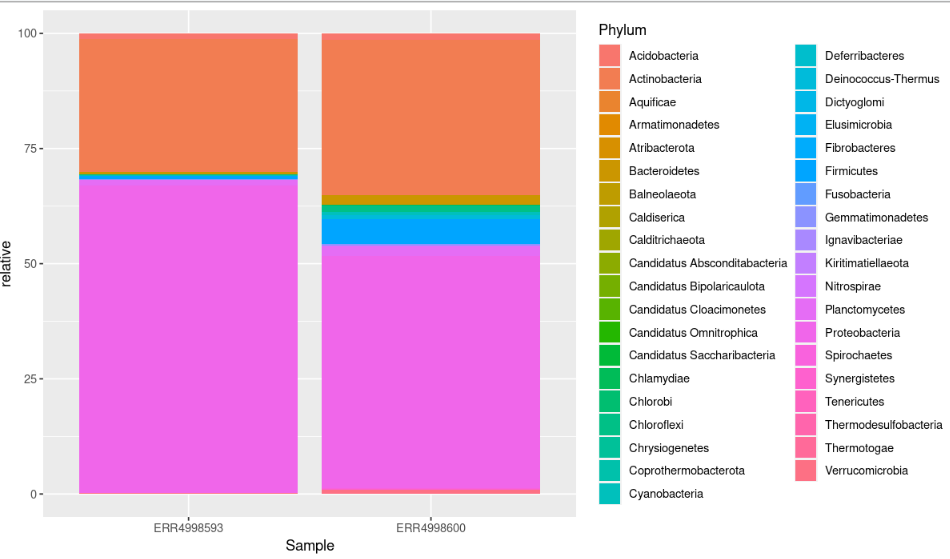 Phylum
100
75
50
25
0
relative
ERR4998593
ERR4998600
Sample
Acidobacteria
Actinobacteria
Aquificae
Armatimonadetes
Atribacterota
Bacteroidetes
Balneolaeota
Caldiserica
Calditrichaeota
Candidatus Absconditabacteria
Candidatus Bipolaricaulota
Candidatus Cloacimonetes
Candidatus Omnitrophica
Candidatus Saccharibacteria
Chlamydiae
Chlorobi
Chloroflexi
Chrysiogenetes
Coprothermobacterota
Cyanobacteria
Deferribacteres
Deinococcus-Thermus
Dictyoglomi
Elusimicrobia
Fibrobacteres
Firmicutes
Fusobacteria
Gemmatimonadetes
Ignavibacteriae
Kiritimatiellaeota
Nitrospirae
Planctomycetes
Proteobacteria
Spirochaetes
Synergistetes
Tenericutes
Thermodesulfobacteria
Thermotogae
Verrucomicrobia